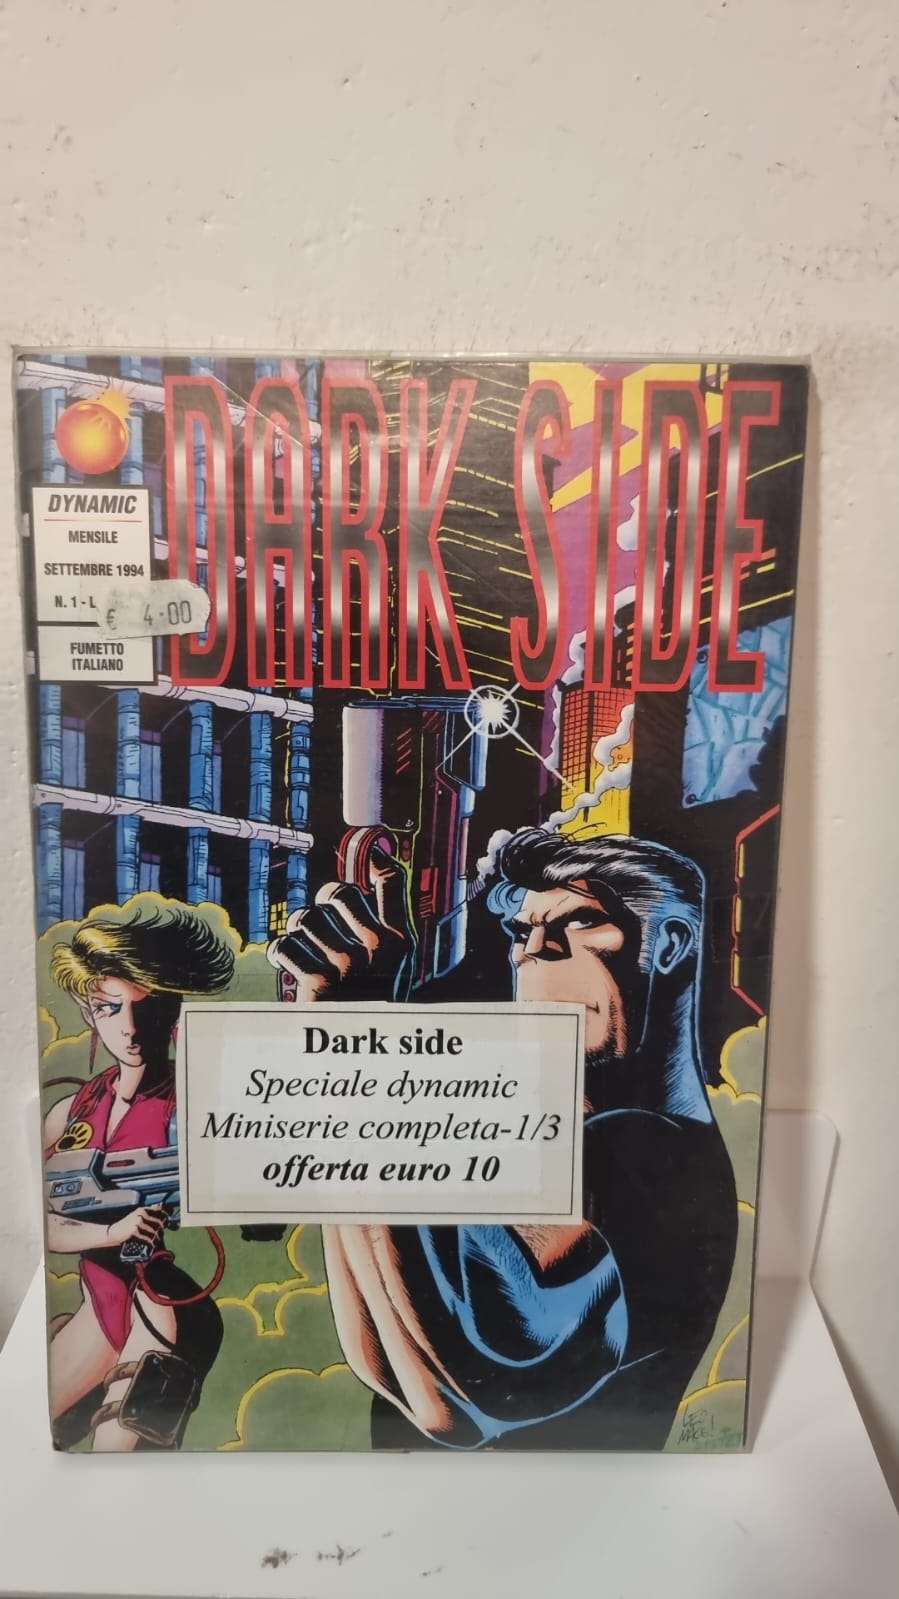 DARK SIDE
DYNAMIC
MENSILE
SETTEMBRE 1994
N. 1 - L
€ 4.00
FUMETTO
ITALIANO
Dark side
Speciale dynamic
Miniserie completa-1/3
offerta euro 10